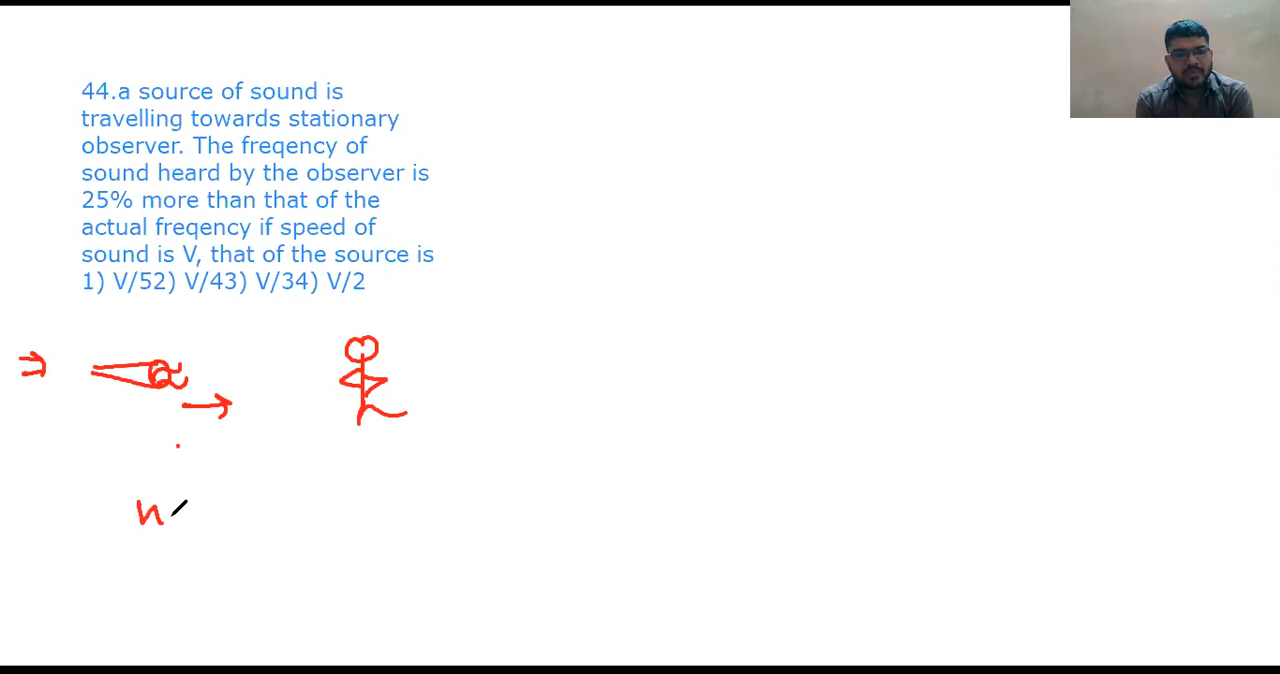 44.a source of sound is
travelling towards stationary
observer. The freqency of
sound heard by the observer is
25% more than that of the
actual freqency if speed of
sound is V, that of the source is
1) V/52) V/43) V/34) V/2
n